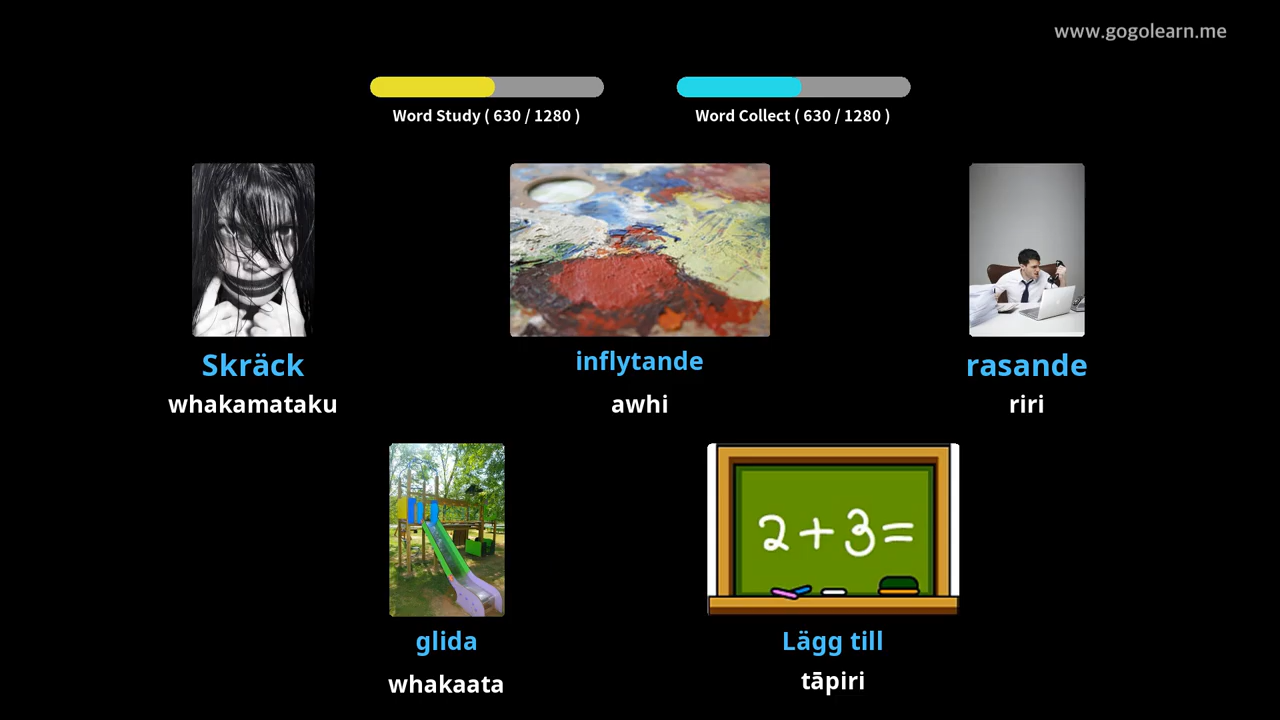 www.gogolearn.me
Word Study ( 630 / 1280 )
Word Collect ( 630 / 1280 )
Skräck
inflytande
rasande
whakamataku
awhi
riri
2+3=
glida
Lägg till
whakaata
tāpiri